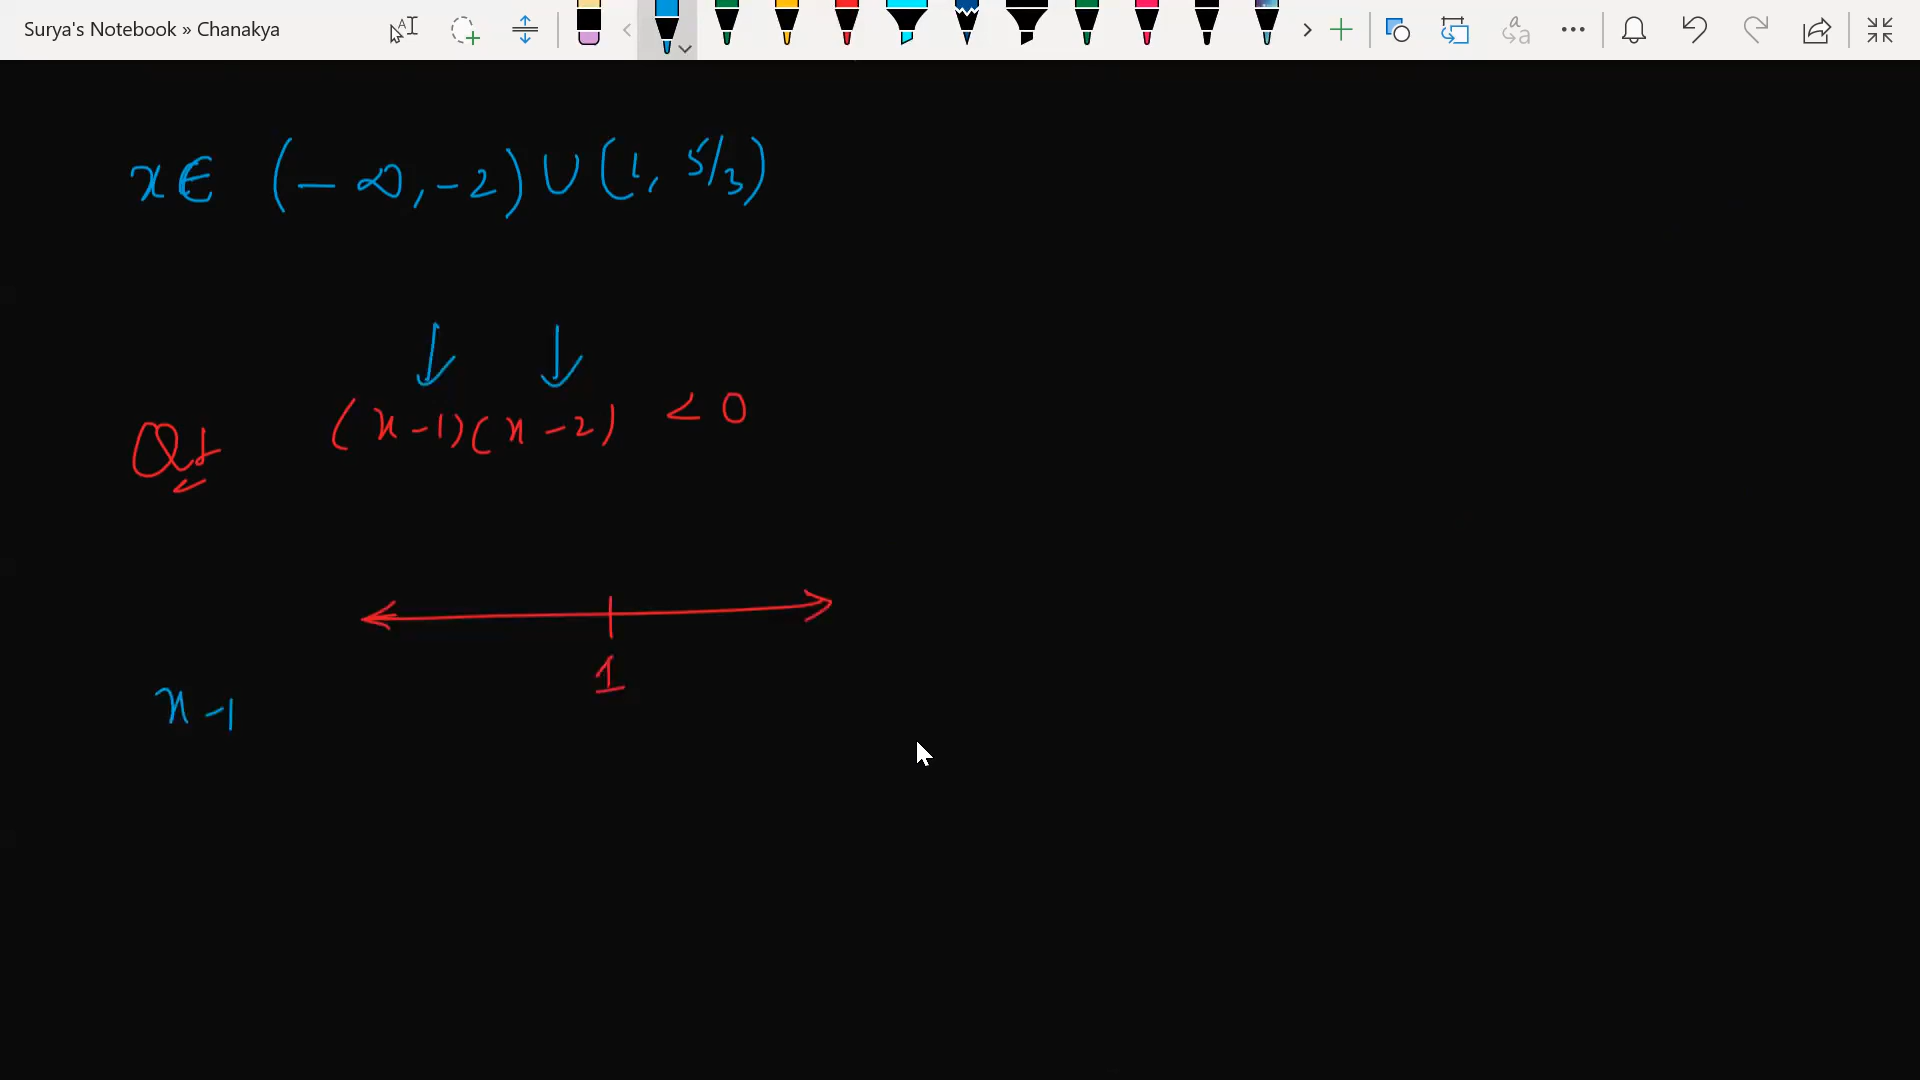 Surya's Notebook » Chanakya
x ∈ (-∞, -2) ∪ (1, 5/3)
(x-1)(x-2) < 0
1
x-1